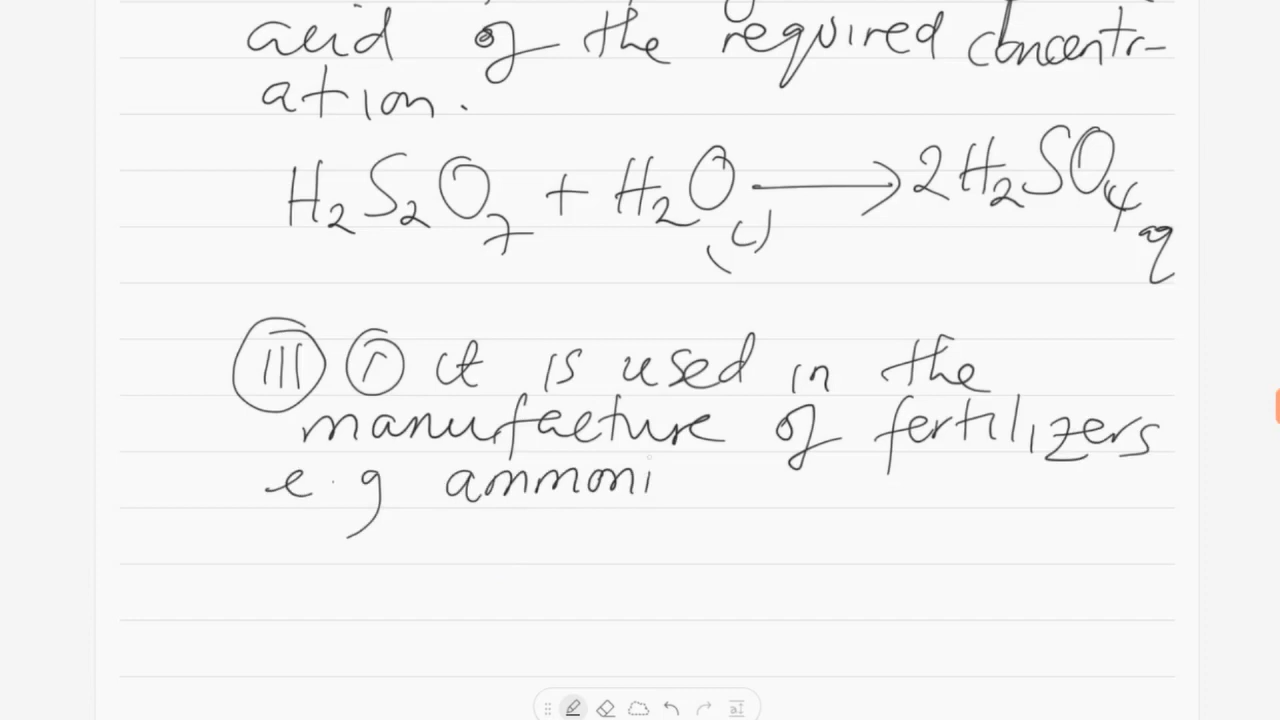 acid of the required concentr-
ation.
H₂S₂O₇ + H₂O(l) ⟶ 2H₂SO₄ aq
(III) (i) it is used in the
manufacture of fertilizers
e.g ammoni